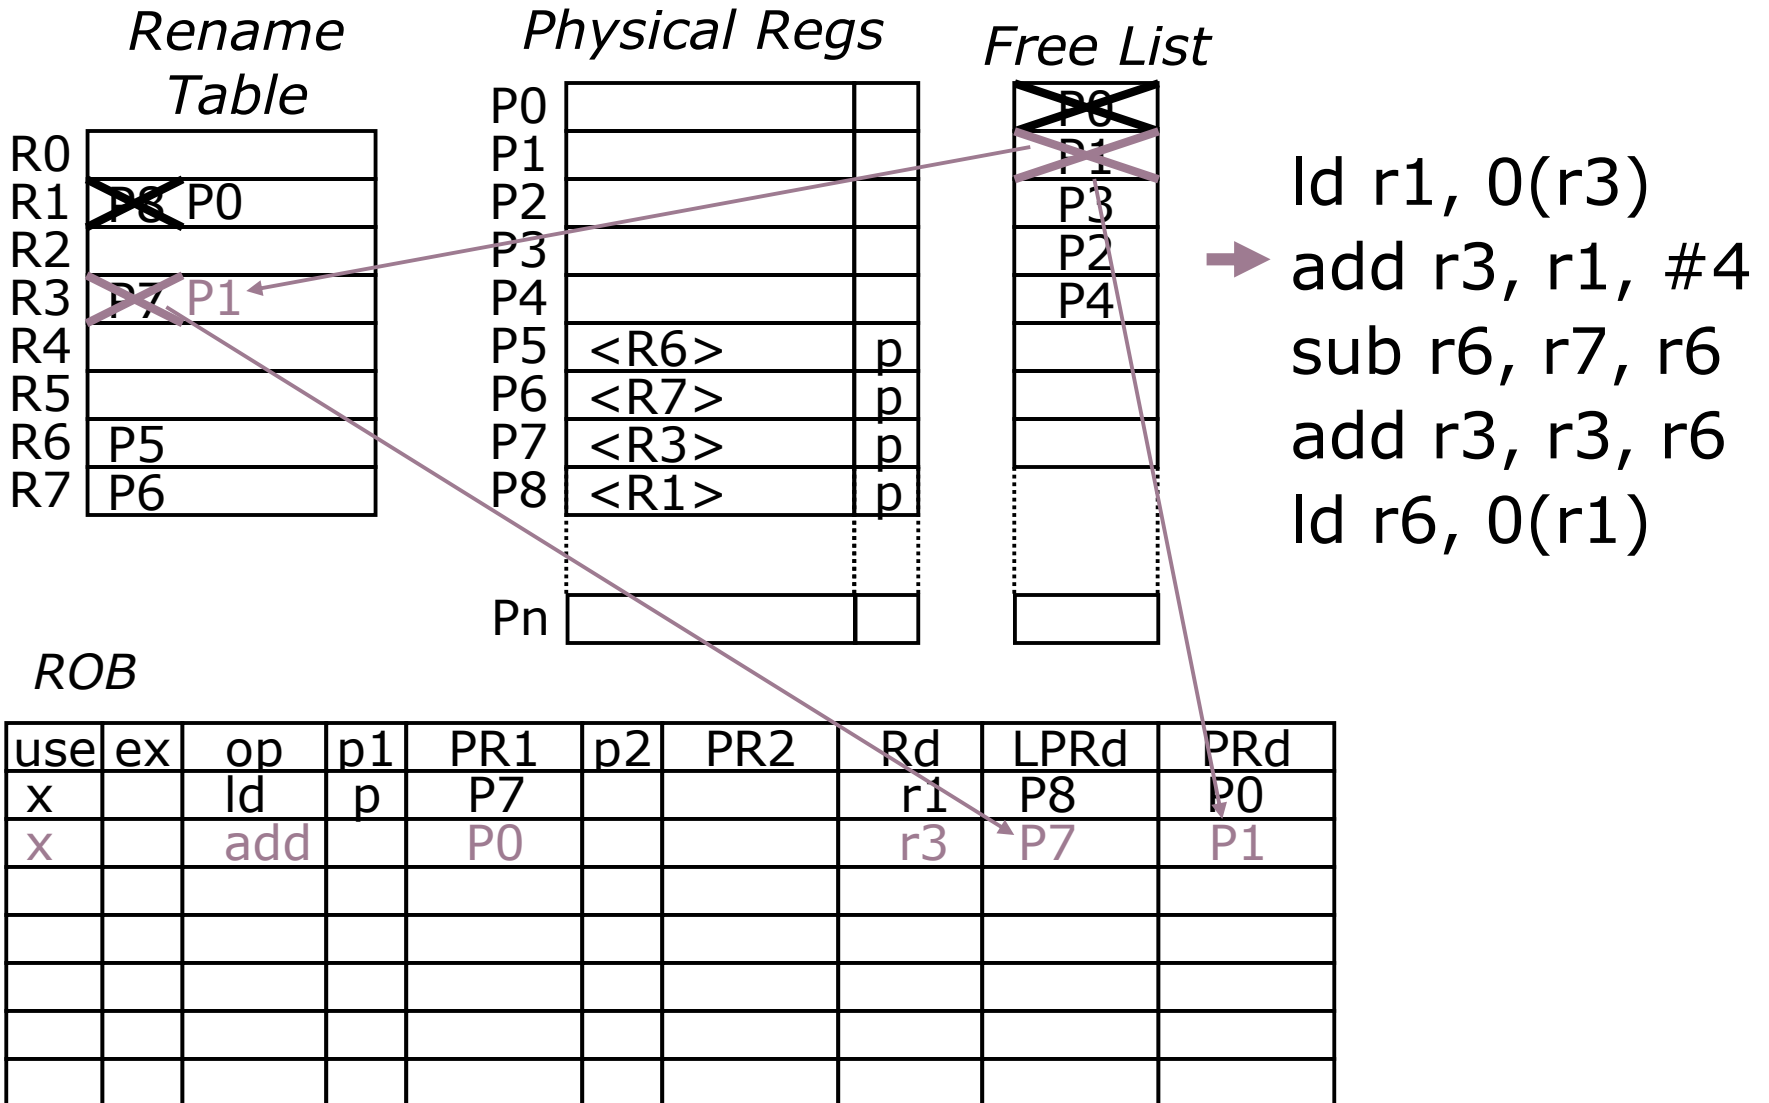 Rename
Table
R0
R1 P8 P0
R2
R3 P7 P1
R4
R5
R6 P5
R7 P6
Physical Regs
P0
P1
P2
P3
P4
P5 <R6> p
P6 <R7> p
P7 <R3> p
P8 <R1> p
Pn
Free List
P0
P1
P3
P2
P4
ld r1, 0(r3)
add r3, r1, #4
sub r6, r7, r6
add r3, r3, r6
ld r6, 0(r1)
ROB
use ex op p1 PR1 p2 PR2 Rd LPRd PRd
x ld p P7 r1 P8 P0
x add P0 r3 P7 P1